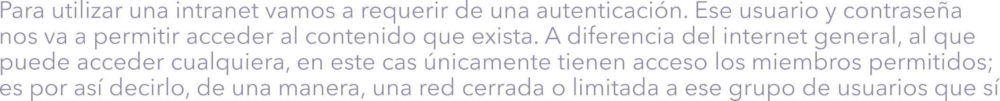 Para utilizar una intranet vamos a requerir de una autenticación. Ese usuario y contraseña
nos va a permitir acceder al contenido que exista. A diferencia del internet general, al que
puede acceder cualquiera, en este cas únicamente tienen acceso los miembros permitidos;
es por así decirlo, de una manera, una red cerrada o limitada a ese grupo de usuarios que sí